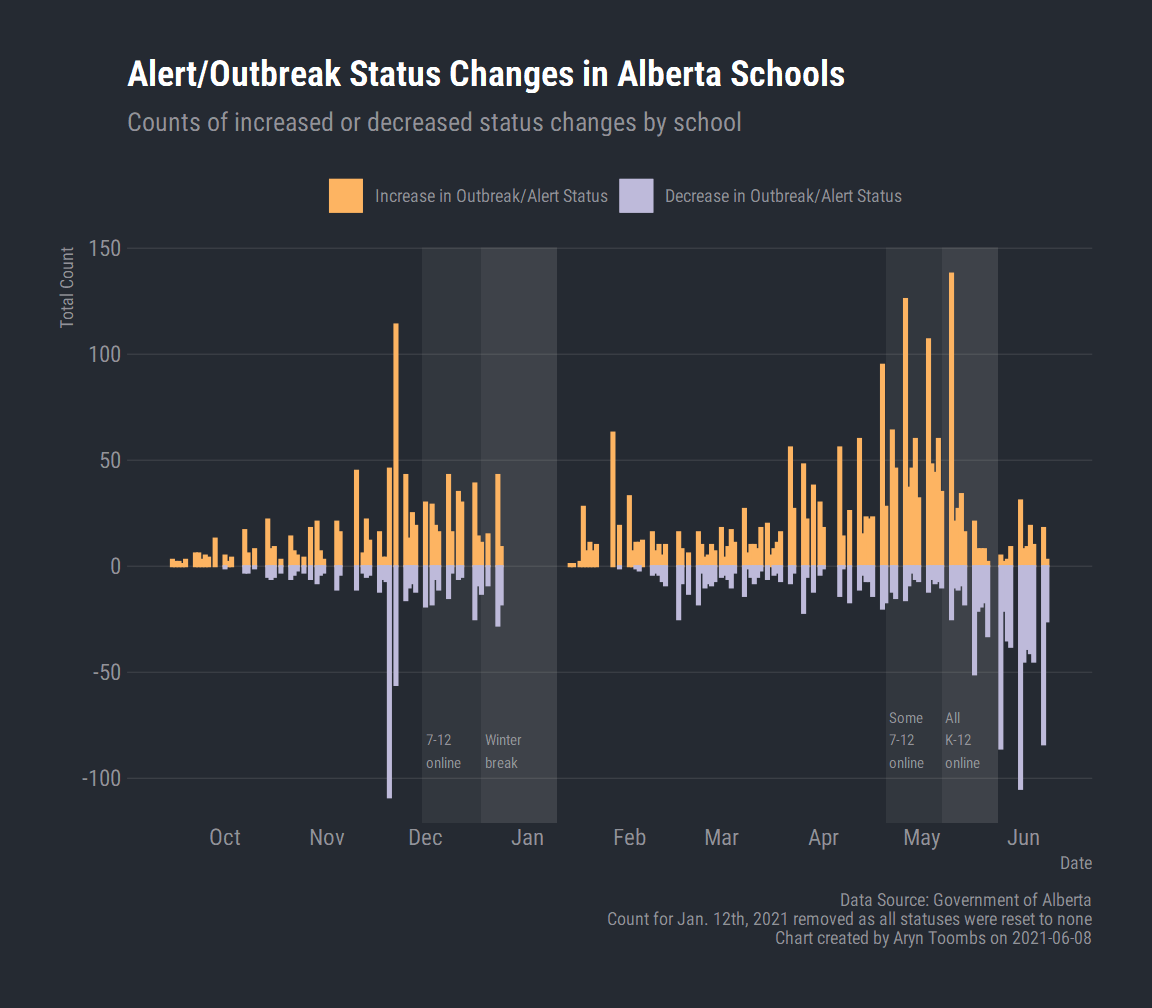 Alert/Outbreak Status Changes in Alberta Schools
Counts of increased or decreased status changes by school
Increase in Outbreak/Alert Status
Decrease in Outbreak/Alert Status
Total Count
150
100
50
0
-50
-100
7-12
online
Winter
break
Some
7-12
online
All
K-12
online
Oct
Nov
Dec
Jan
Feb
Mar
Apr
May
Jun
Date
Data Source: Government of Alberta
Count for Jan. 12th, 2021 removed as all statuses were reset to none
Chart created by Aryn Toombs on 2021-06-08